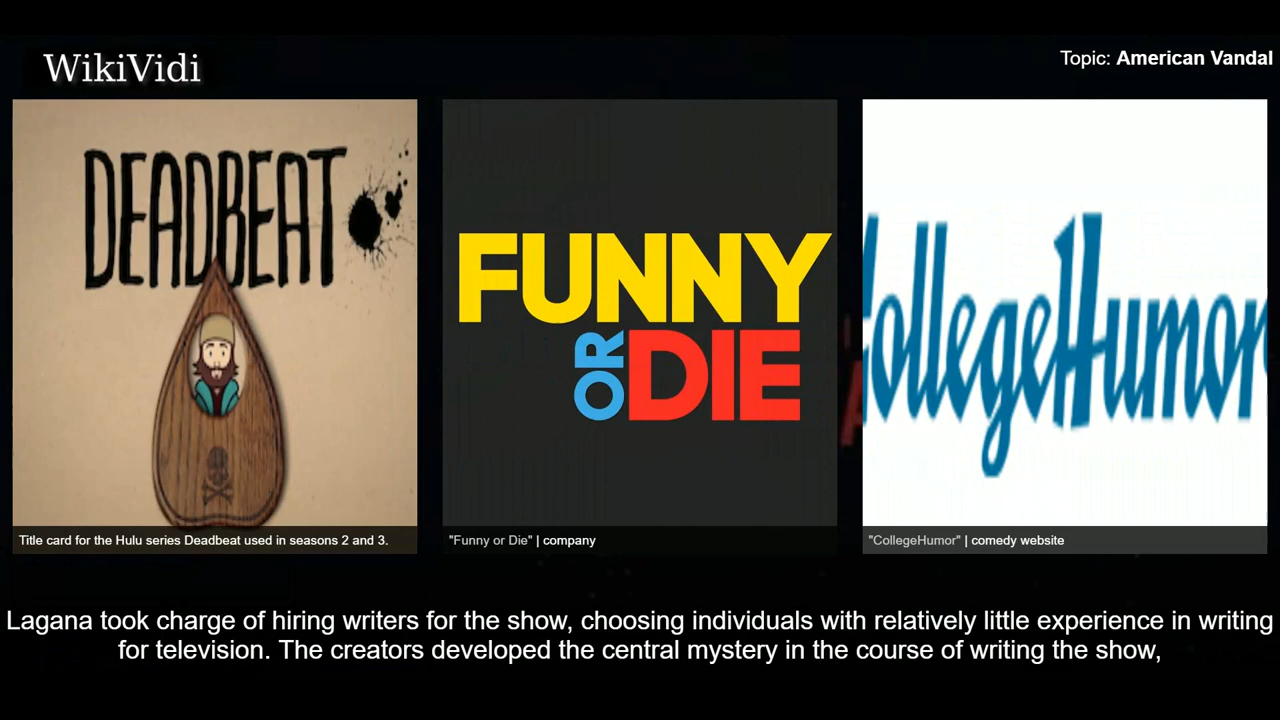 WikiVidi
Topic: American Vandal
DEADBEAT
FUNNY
OR
DIE
CollegeHumor
Title card for the Hulu series Deadbeat used in seasons 2 and 3.
"Funny or Die" | company
"CollegeHumor" | comedy website
Lagana took charge of hiring writers for the show, choosing individuals with relatively little experience in writing
for television. The creators developed the central mystery in the course of writing the show,